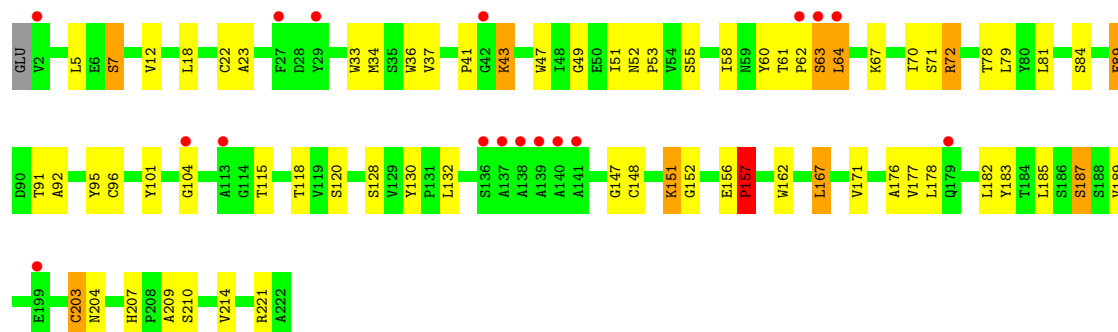 GLU V2 L5 E6 S7 V12 L18 C22 A23 F27 D28 Y29 W33 M34 S35 W36 V37 P41 G42 K43 W47 I48 G49 E50 I51 N52 P53 V54 S55 I58 N59 Y60 T61 P62 S63 L64 K67 I70 S71 R72 T78 L79 Y80 L81 S84
D90 T91 A92 Y95 C96 Y101 G104 A113 G114 T115 T118 V119 S120 S128 V129 Y130 P131 L132 S136 A137 A138 A139 A140 A141 G147 C148 K151 G152 E156 P157 W162 L167 V171 A176 V177 L178 Q179 L182 Y183 T184 L185 S186 S187 S188
E199 C203 N204 H207 P208 A209 S210 V214 R221 A222